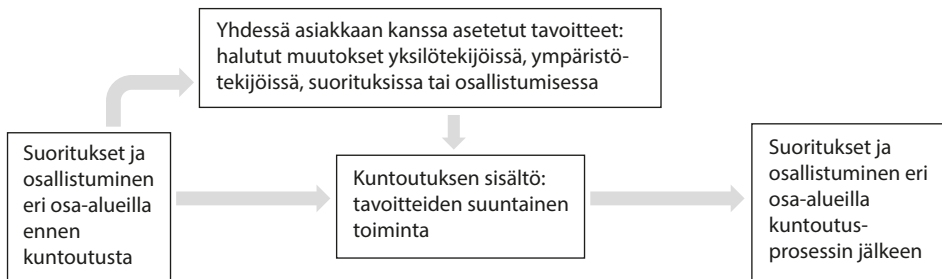 Yhdessä asiakkaan kanssa asetetut tavoitteet:
halutut muutokset yksilötekijöissä, ympäristö-
tekijöissä, suorituksissa tai osallistumisessa
Suoritukset ja
osallistuminen
eri osa-alueilla
ennen
kuntoutusta
Kuntoutuksen sisältö:
tavoitteiden suuntainen
toiminta
Suoritukset ja
osallistuminen eri
osa-alueilla
kuntoutus-
prosessin jälkeen